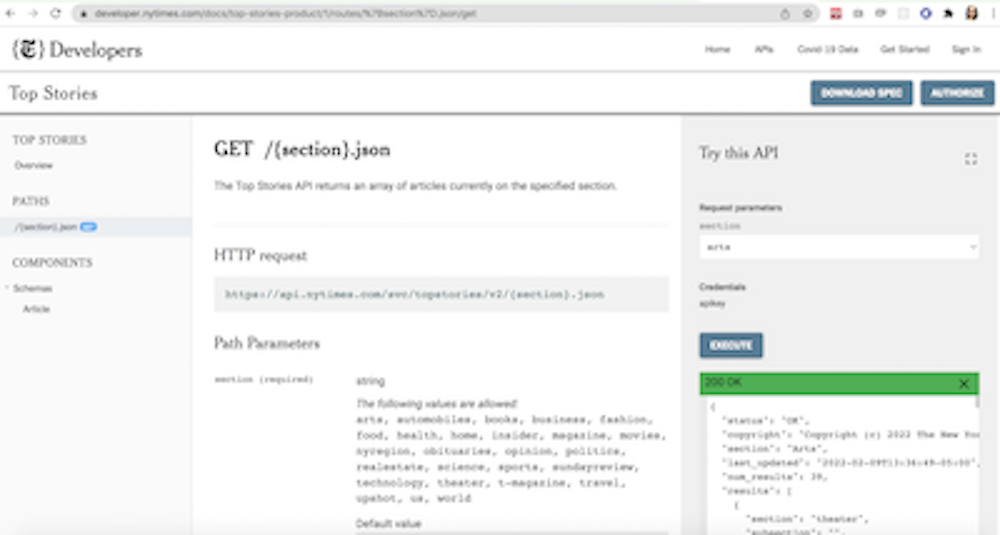 developer.nytimes.com/docs/top-stories-product/1/routes/%7Bsection%7D.json/get
{T} Developers
Home APIs Covid-19 Data Get Started Sign In
Top Stories
DOWNLOAD SPEC AUTHORIZE
TOP STORIES
Overview
PATHS
/{section}.json GET
COMPONENTS
Schemas
Article
GET /{section}.json
The Top Stories API returns an array of articles currently on the specified section.
HTTP request
https://api.nytimes.com/svc/topstories/v2/{section}.json
Path Parameters
section (required)
string
The following values are allowed:
arts, automobiles, books, business, fashion,
food, health, home, insider, magazine, movies,
nyregion, obituaries, opinion, politics,
realestate, science, sports, sundayreview,
technology, theater, t-magazine, travel,
upshot, us, world
Default value
Try this API
Request parameters
section
arts
Credentials
apikey
EXECUTE
200 OK
{
"status": "OK",
"copyright": "Copyright (c) 2022 The New Yo
"section": "Arts",
"last_updated": "2022-02-09T13:36:49-05:00",
"num_results": 39,
"results": [
{
"section": "theater",
"subsection": "",